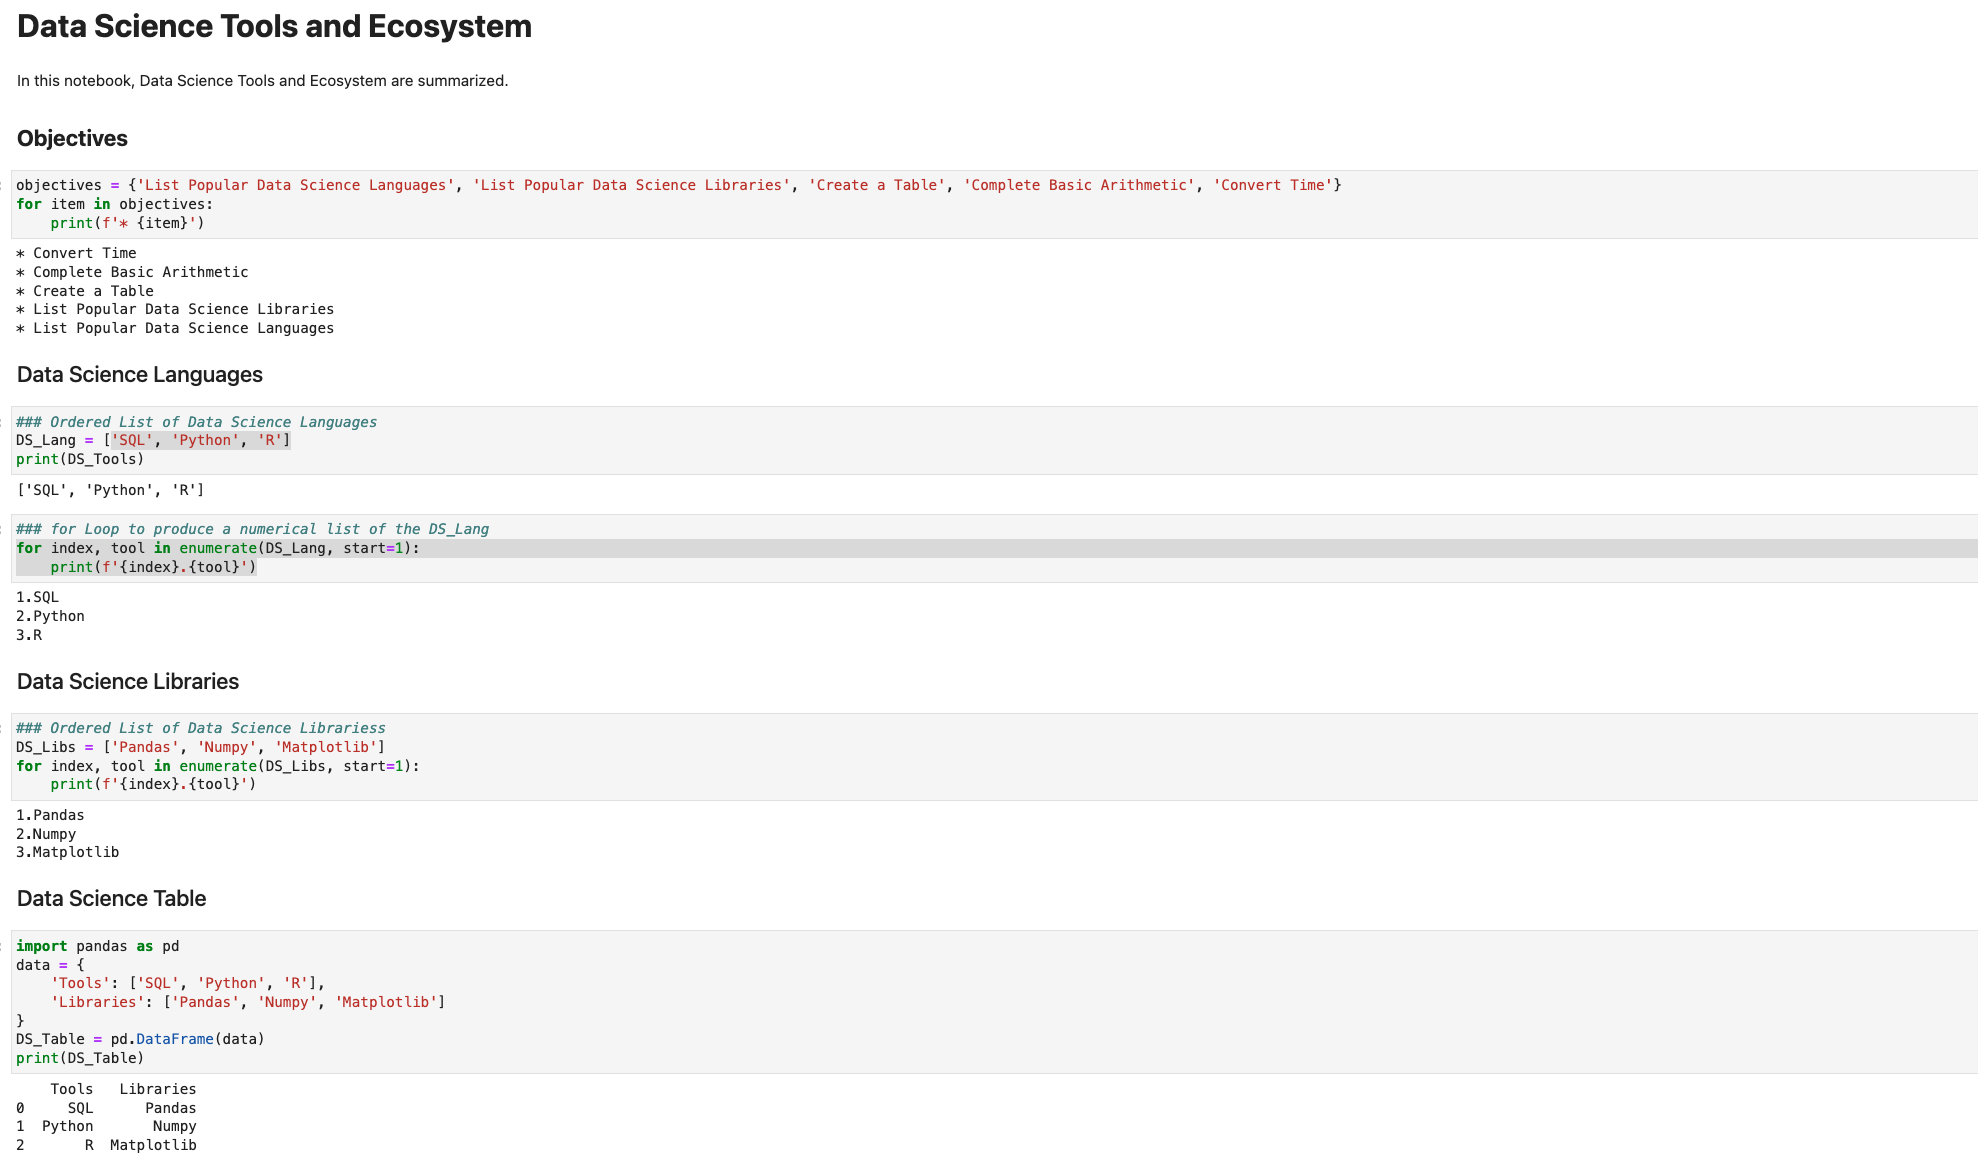 Data Science Tools and Ecosystem
In this notebook, Data Science Tools and Ecosystem are summarized.
Objectives
objectives = {'List Popular Data Science Languages', 'List Popular Data Science Libraries', 'Create a Table', 'Complete Basic Arithmetic', 'Convert Time'}
for item in objectives:
    print(f'* {item}')
* Convert Time
* Complete Basic Arithmetic
* Create a Table
* List Popular Data Science Libraries
* List Popular Data Science Languages
Data Science Languages
### Ordered List of Data Science Languages
DS_Lang = ['SQL', 'Python', 'R']
print(DS_Tools)
['SQL', 'Python', 'R']
### for Loop to produce a numerical list of the DS_Lang
for index, tool in enumerate(DS_Lang, start=1):
    print(f'{index}.{tool}')
1.SQL
2.Python
3.R
Data Science Libraries
### Ordered List of Data Science Librariess
DS_Libs = ['Pandas', 'Numpy', 'Matplotlib']
for index, tool in enumerate(DS_Libs, start=1):
    print(f'{index}.{tool}')
1.Pandas
2.Numpy
3.Matplotlib
Data Science Table
import pandas as pd
data = {
    'Tools': ['SQL', 'Python', 'R'],
    'Libraries': ['Pandas', 'Numpy', 'Matplotlib']
}
DS_Table = pd.DataFrame(data)
print(DS_Table)
    Tools   Libraries
0     SQL      Pandas
1  Python       Numpy
2       R  Matplotlib